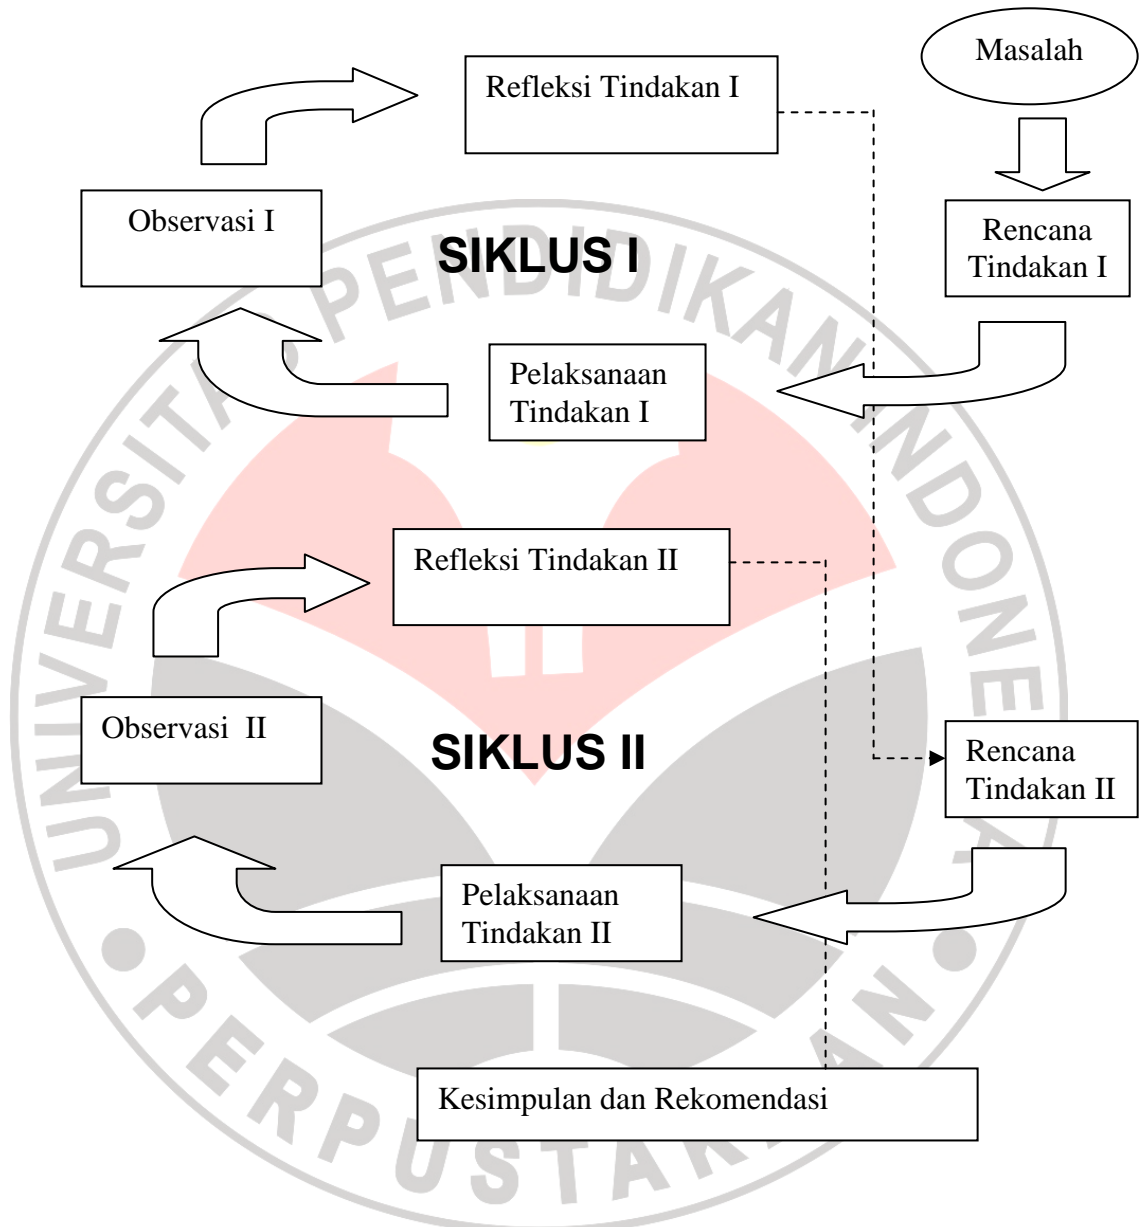 Masalah
Refleksi Tindakan I
Observasi I
Rencana
Tindakan I
SIKLUS I
Pelaksanaan
Tindakan I
Refleksi Tindakan II
Observasi  II
SIKLUS II
Rencana
Tindakan II
Pelaksanaan
Tindakan II
Kesimpulan dan Rekomendasi
UNIVERSITAS PENDIDIKAN INDONESIA
PERPUSTAKAAN